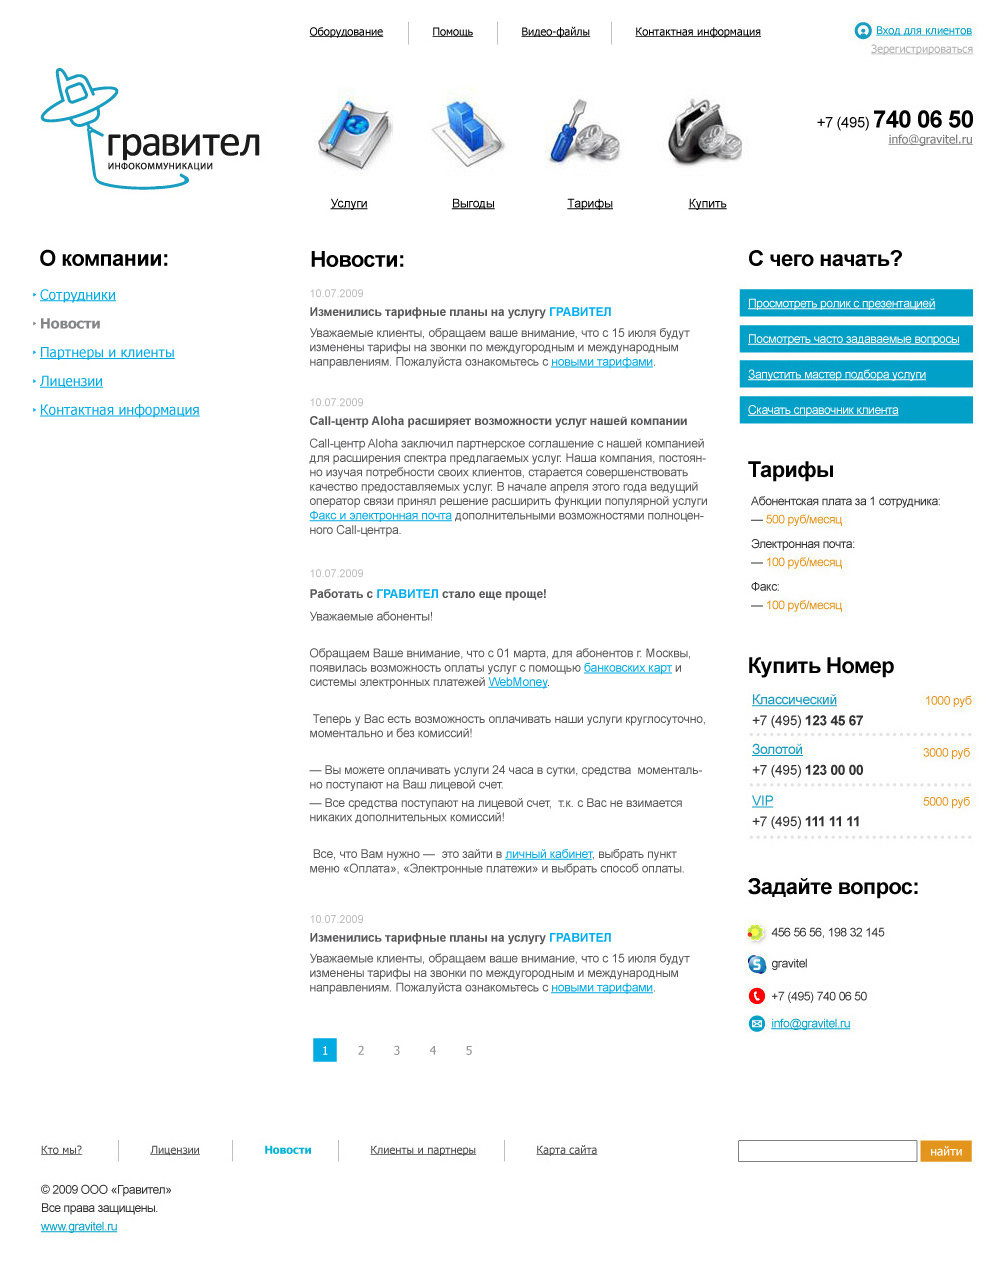 Оборудование
Помощь
Видео-файлы
Контактная информация
Вход для клиентов
Зерегистрироваться
гравител
ИНФОКОММУНИКАЦИИ
+7 (495) 740 06 50
info@gravitel.ru
Услуги
Выгоды
Тарифы
Купить
О компании:
Сотрудники
Новости
Партнеры и клиенты
Лицензии
Контактная информация
Новости:
10.07.2009
Изменились тарифные планы на услугу ГРАВИТЕЛ
Уважаемые клиенты, обращаем ваше внимание, что с 15 июля будут
изменены тарифы на звонки по междугородным и международным
направлениям. Пожалуйста ознакомьтесь с новыми тарифами.
10.07.2009
Call-центр Aloha расширяет возможности услуг нашей компании
Call-центр Aloha заключил партнерское соглашение с нашей компанией
для расширения спектра предлагаемых услуг. Наша компания, постоян-
но изучая потребности своих клиентов, старается совершенствовать
качество предоставляемых услуг. В начале апреля этого года ведущий
оператор связи принял решение расширить функции популярной услуги
Факс и электронная почта дополнительными возможностями полноцен-
ного Call-центра.
10.07.2009
Работать с ГРАВИТЕЛ стало еще проще!
Уважаемые абоненты!
Обращаем Ваше внимание, что с 01 марта, для абонентов г. Москвы,
появилась возможность оплаты услуг с помощью банковских карт и
системы электронных платежей WebMoney.
Теперь у Вас есть возможность оплачивать наши услуги круглосуточно,
моментально и без комиссий!
— Вы можете оплачивать услуги 24 часа в сутки, средства моменталь-
но поступают на Ваш лицевой счет.
— Все средства поступают на лицевой счет, т.к. с Вас не взимается
никаких дополнительных комиссий!
Все, что Вам нужно — это зайти в личный кабинет, выбрать пункт
меню «Оплата», «Электронные платежи» и выбрать способ оплаты.
10.07.2009
Изменились тарифные планы на услугу ГРАВИТЕЛ
Уважаемые клиенты, обращаем ваше внимание, что с 15 июля будут
изменены тарифы на звонки по междугородным и международным
направлениям. Пожалуйста ознакомьтесь с новыми тарифами.
1 2 3 4 5
С чего начать?
Просмотреть ролик с презентацией
Посмотреть часто задаваемые вопросы
Запустить мастер подбора услуги
Скачать справочник клиента
Тарифы
Абонентская плата за 1 сотрудника:
— 500 руб/месяц
Электронная почта:
— 100 руб/месяц
Факс:
— 100 руб/месяц
Купить Номер
Классический 1000 руб
+7 (495) 123 45 67
Золотой 3000 руб
+7 (495) 123 00 00
VIP 5000 руб
+7 (495) 111 11 11
Задайте вопрос:
456 56 56, 198 32 145
gravitel
+7 (495) 740 06 50
info@gravitel.ru
Кто мы?
Лицензии
Новости
Клиенты и партнеры
Карта сайта
найти
© 2009 ООО «Гравител»
Все права защищены.
www.gravitel.ru